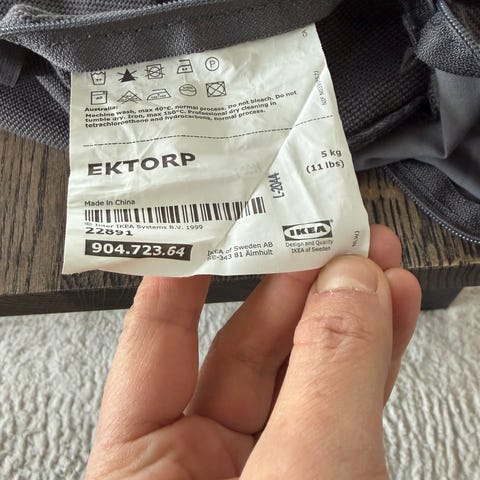 Australia:
Machine wash, max 40°C, normal process. Do not bleach. Do not
tumble dry. Iron, max 150°C. Professional dry cleaning in
tetrachloroethene and hydrocarbons, normal process.
EKTORP
5 kg
(11 lbs)
L-2044
Made in China
© Inter IKEA Systems B.V. 1999
22891
904.723.64
IKEA of Sweden AB
SE-343 81 Älmhult
IKEA
Design and Quality
IKEA of Sweden